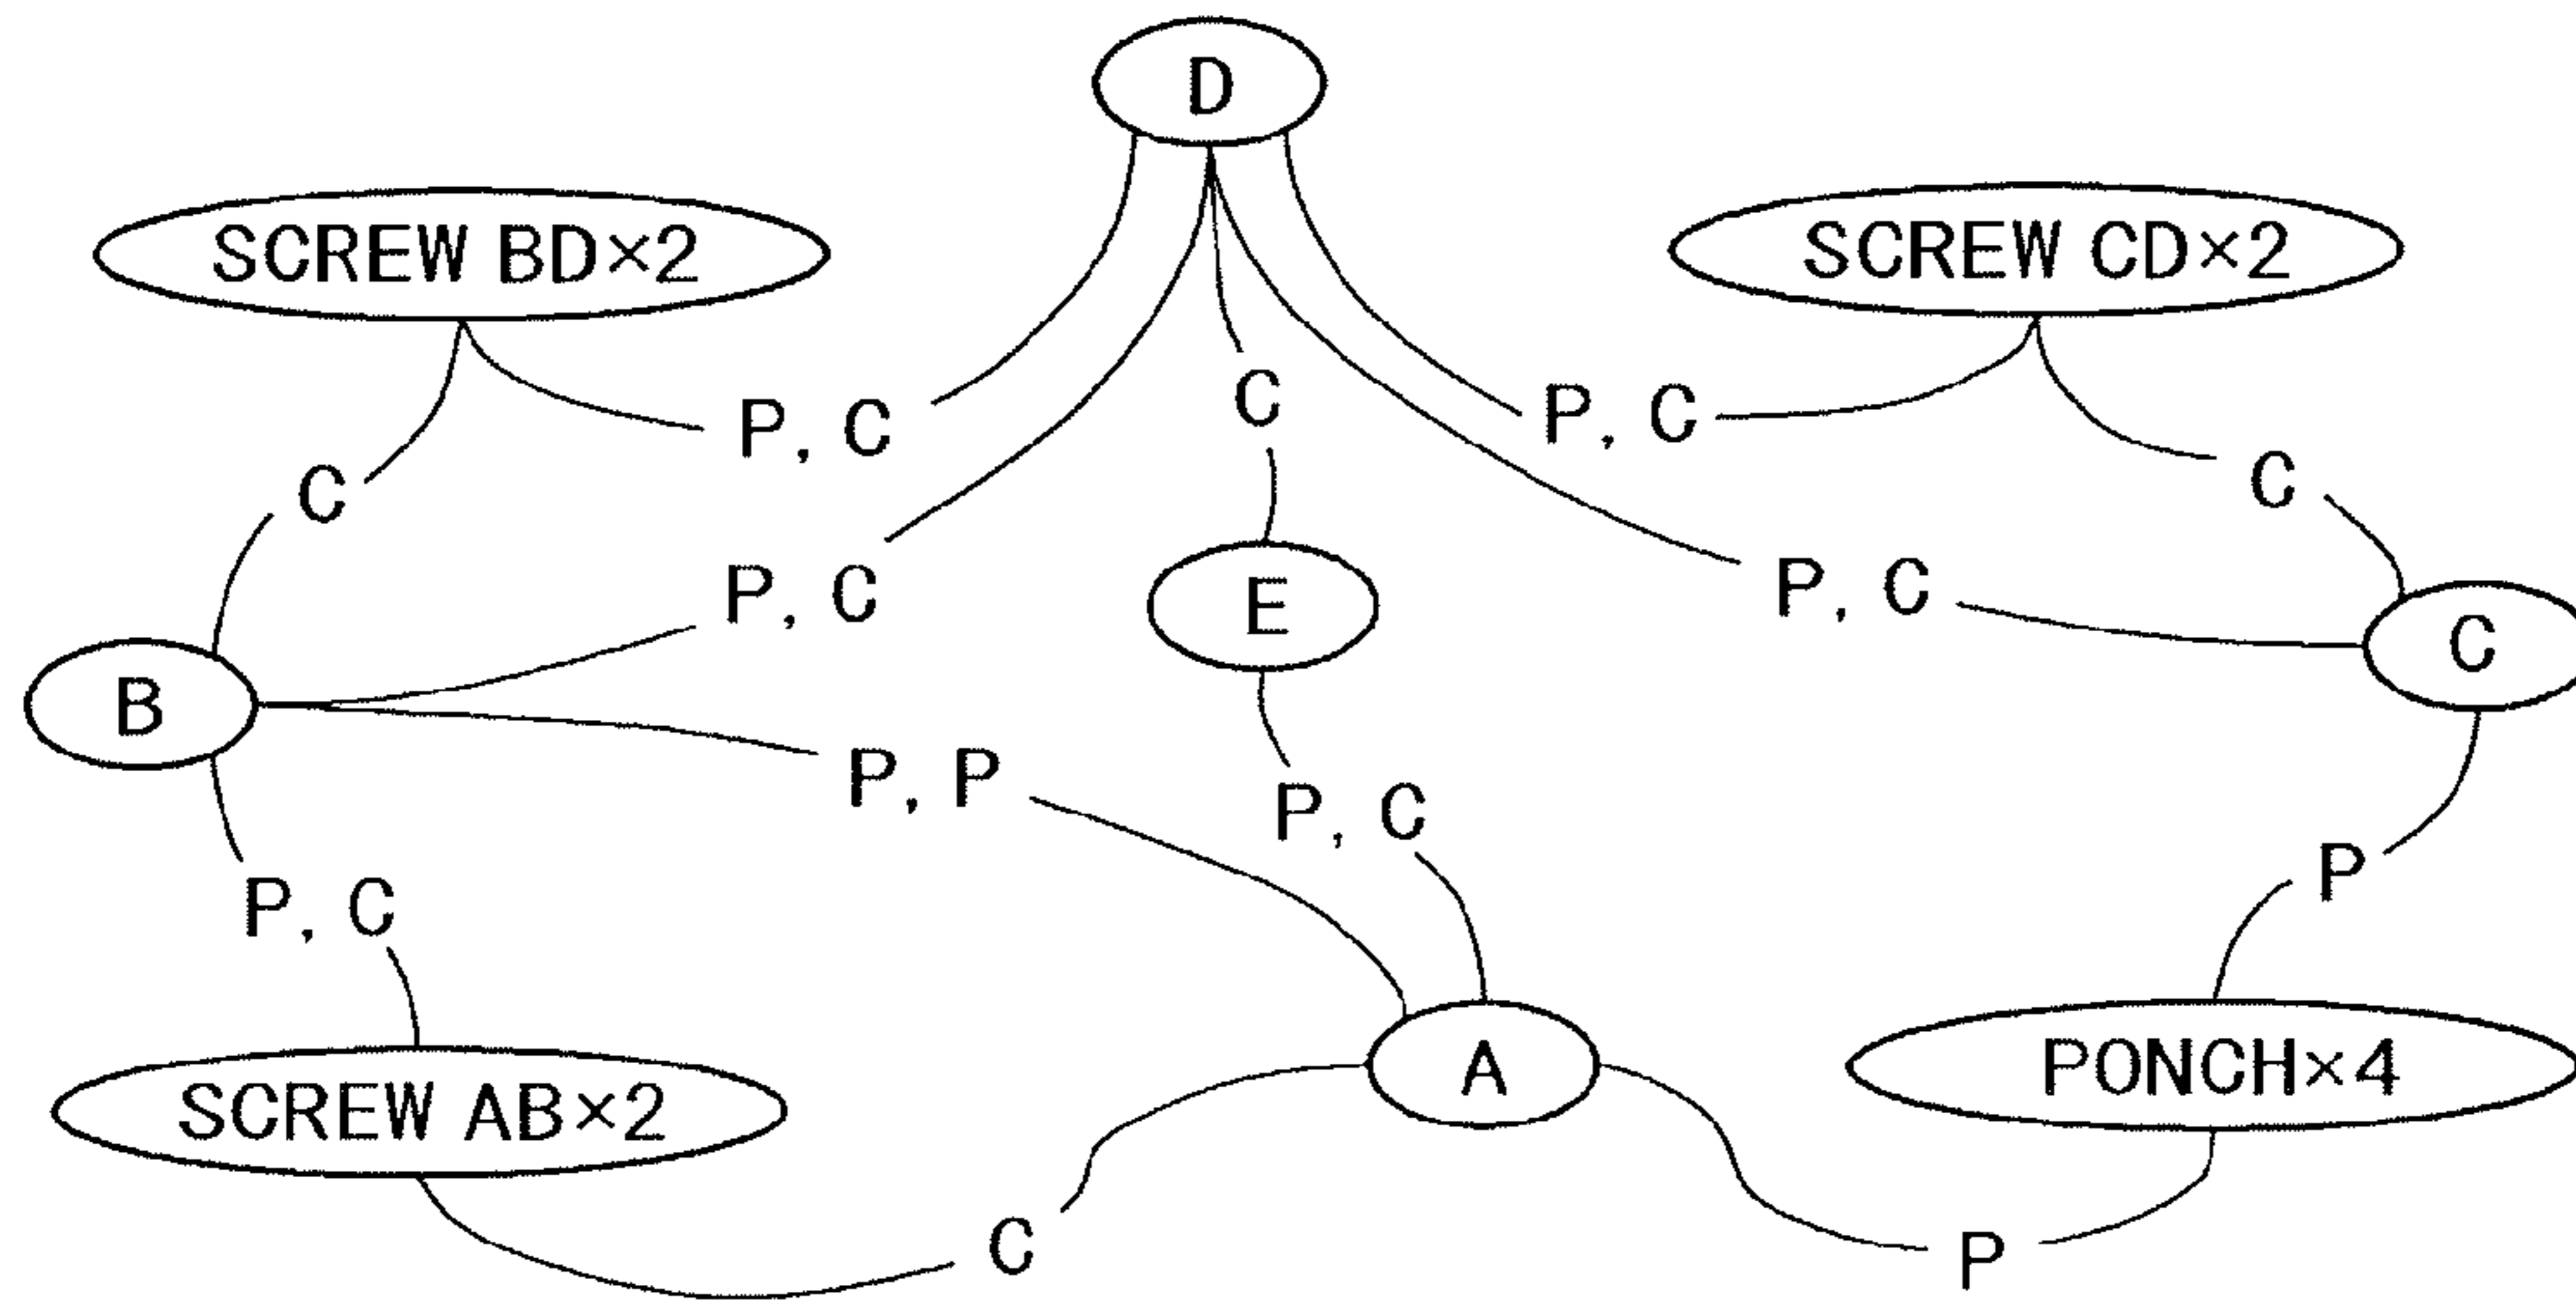 D
SCREW BD×2
SCREW CD×2
P, C
C
P, C
C
C
P, C
E
P, C
B
C
P, P
P, C
P, C
P
SCREW AB×2
A
PONCH×4
C
P